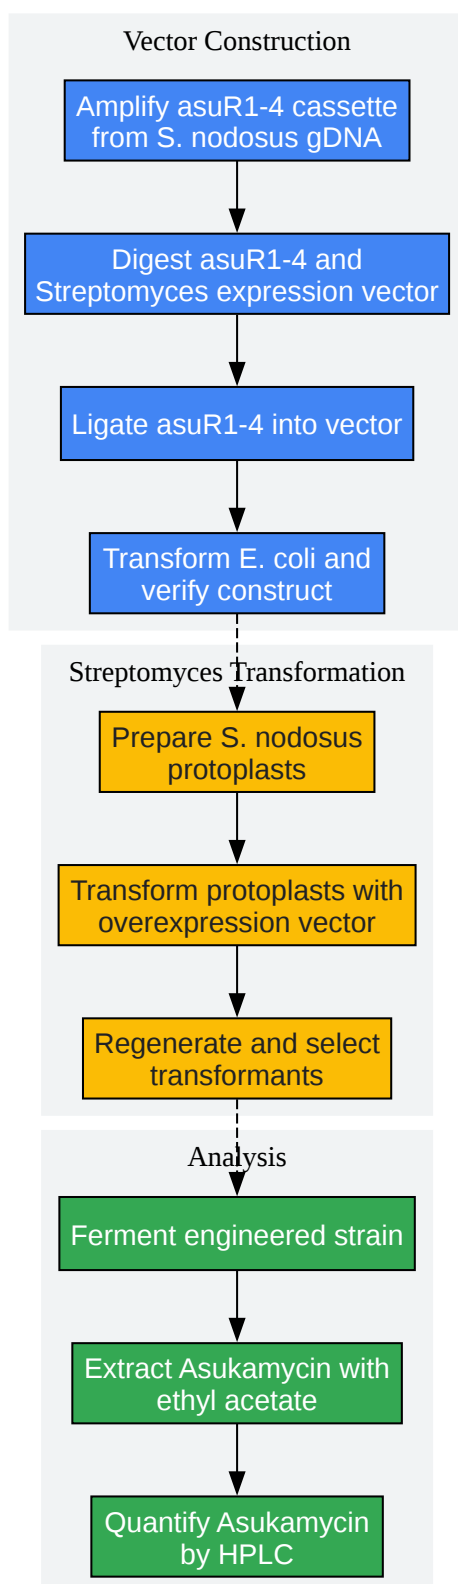 Vector Construction
Amplify asuR1-4 cassette
from S. nodosus gDNA
Digest asuR1-4 and
Streptomyces expression vector
Ligate asuR1-4 into vector
Transform E. coli and
verify construct
Streptomyces Transformation
Prepare S. nodosus
protoplasts
Transform protoplasts with
overexpression vector
Regenerate and select
transformants
Analysis
Ferment engineered strain
Extract Asukamycin with
ethyl acetate
Quantify Asukamycin
by HPLC